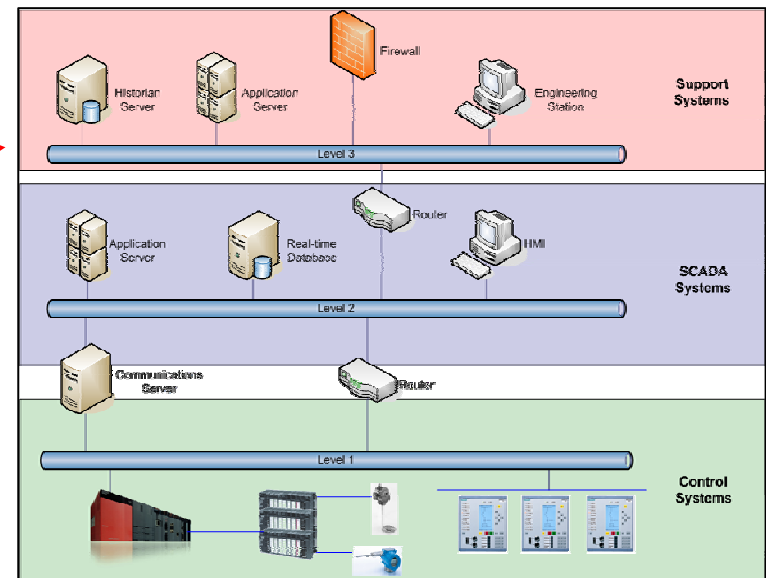 Firewall
Historian
Server
Application
Server
Engineering
Station
Support
Systems
Level 3
Router
Application
Server
Real-time
Database
HMI
SCADA
Systems
Level 2
Communications
Server
Router
Level 1
Control
Systems